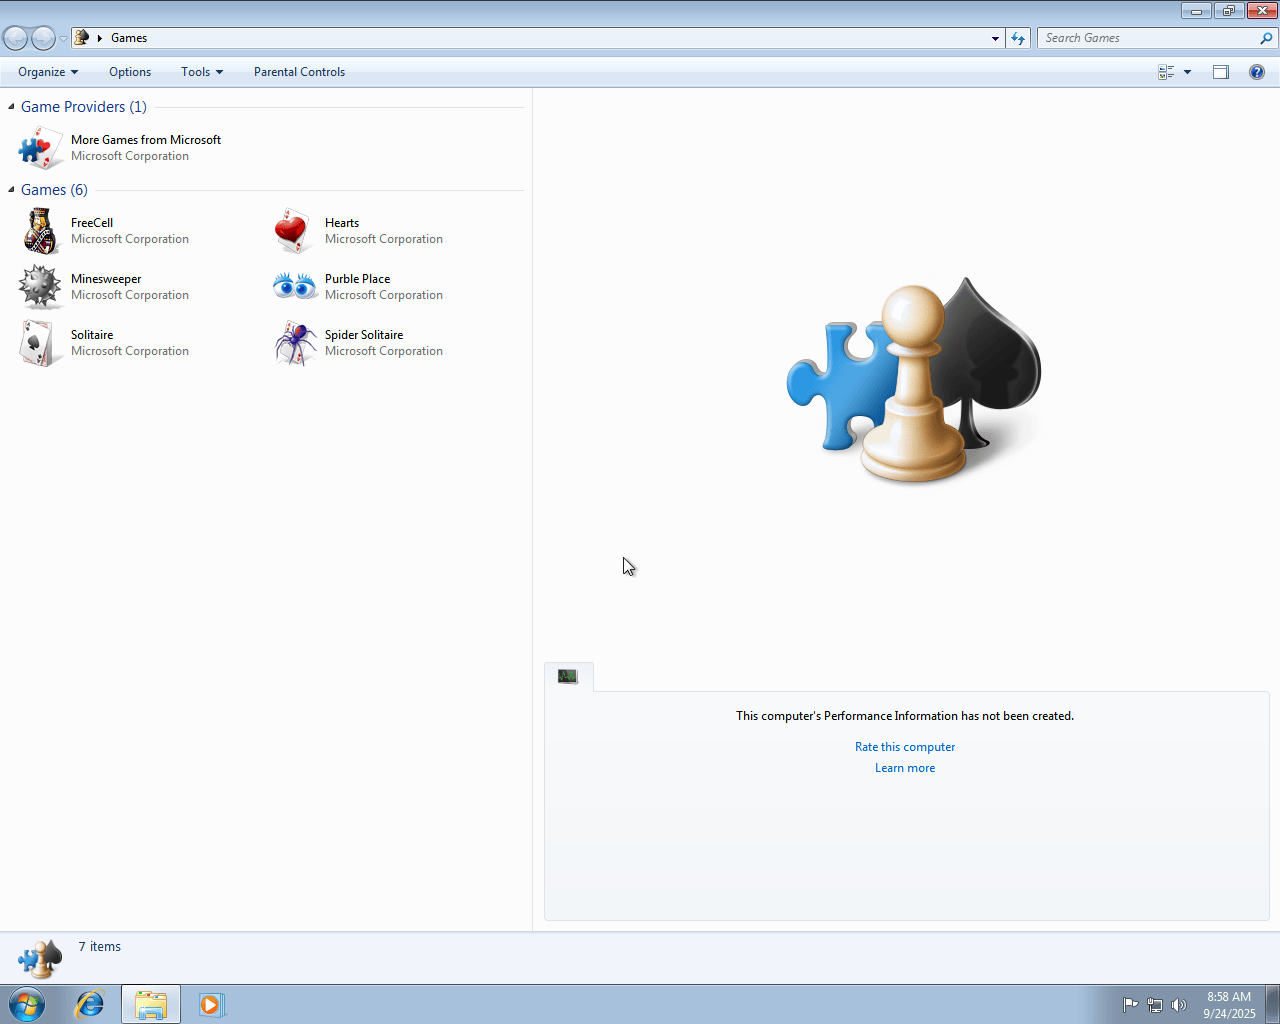 Games
Search Games
Organize
Options
Tools
Parental Controls
Game Providers (1)
More Games from Microsoft
Microsoft Corporation
Games (6)
FreeCell
Microsoft Corporation
Hearts
Microsoft Corporation
Minesweeper
Microsoft Corporation
Purble Place
Microsoft Corporation
Solitaire
Microsoft Corporation
Spider Solitaire
Microsoft Corporation
This computer's Performance Information has not been created.
Rate this computer
Learn more
7 items
8:58 AM
9/24/2025